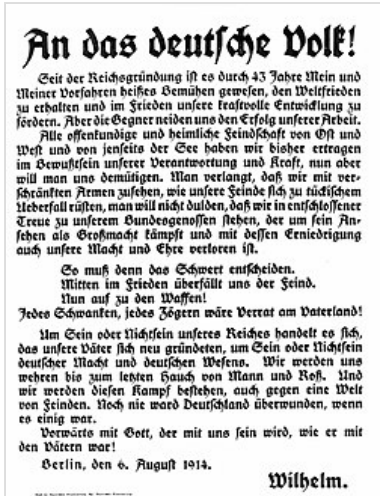 An das deutsche Volk!
Seit der Reichsgründung ist es durch 43 Jahre Mein und
Meiner Vorfahren heißes Bemühen gewesen, den Weltfrieden
zu erhalten und im Frieden unsere kraftvolle Entwicklung zu
fördern. Aber die Gegner neiden uns den Erfolg unserer Arbeit.
Alle offenkundige und heimliche Feindschaft von Ost und
West und von jenseits der See haben wir bisher ertragen
im Bewußtsein unserer Verantwortung und Kraft, nun aber
will man uns demütigen. Man verlangt, daß wir mit ver-
schränkten Armen zusehen, wie unsere Feinde sich zu tückischem
Ueberfall rüsten, man will nicht dulden, daß wir in entschlossener
Treue zu unserem Bundesgenossen stehen, der um sein An-
sehen als Großmacht kämpft und mit dessen Erniedrigung
auch unsere Macht und Ehre verloren ist.
So muß denn das Schwert entscheiden.
Mitten im Frieden überfällt uns der Feind.
Nun auf zu den Waffen!
Jedes Schwanken, jedes Zögern wäre Verrat am Vaterland!
Um Sein oder Nichtsein unseres Reiches handelt es sich,
das unsere Väter sich neu gründeten, um Sein oder Nichtsein
deutscher Macht und deutschen Wesens. Wir werden uns
wehren bis zum letzten Hauch von Mann und Roß. Und
wir werden diesen Kampf bestehen, auch gegen eine Welt
von Feinden. Noch nie ward Deutschland überwunden, wenn
es einig war.
Vorwärts mit Gott, der mit uns sein wird, wie er mit
den Vätern war!
Berlin, den 6. August 1914.
Wilhelm.